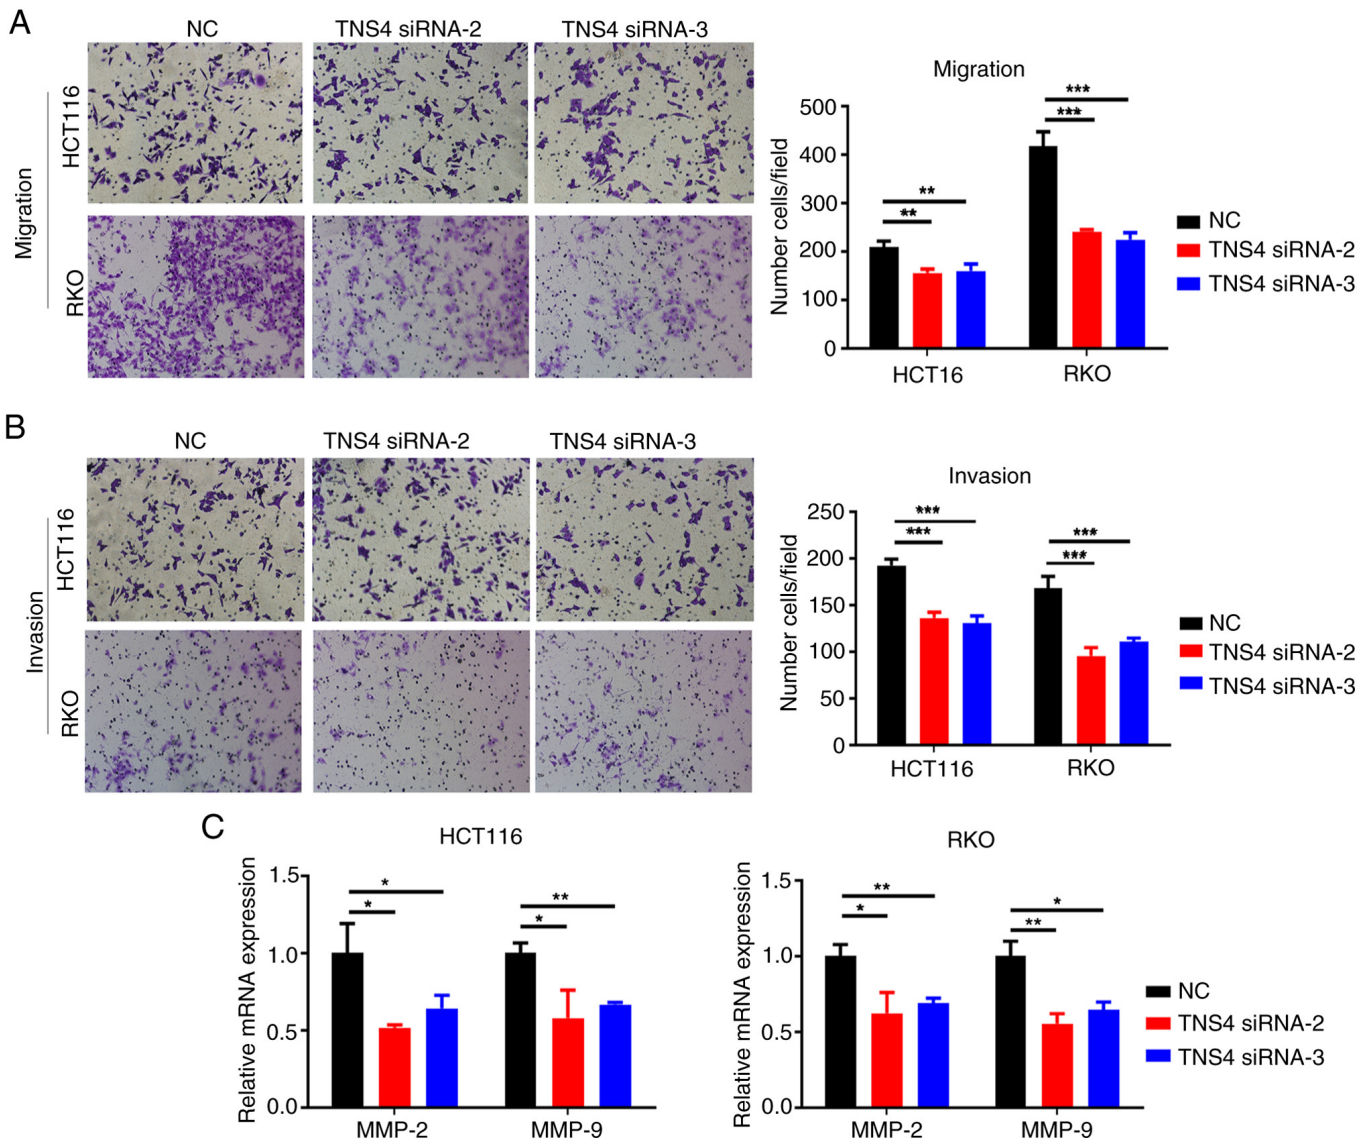 A
NC
TNS4 siRNA-2
TNS4 siRNA-3
Migration
HCT116
RKO
Migration
Number cells/field
500
400
300
200
100
0
**
**
***
***
HCT16
RKO
NC
TNS4 siRNA-2
TNS4 siRNA-3
B
NC
TNS4 siRNA-2
TNS4 siRNA-3
Invasion
HCT116
RKO
Invasion
Number cells/field
250
200
150
100
50
0
***
***
***
***
HCT116
RKO
NC
TNS4 siRNA-2
TNS4 siRNA-3
C
HCT116
Relative mRNA expression
1.5
1.0
0.5
0.0
*
*
**
*
MMP-2
MMP-9
RKO
Relative mRNA expression
1.5
1.0
0.5
0.0
**
*
*
**
MMP-2
MMP-9
NC
TNS4 siRNA-2
TNS4 siRNA-3